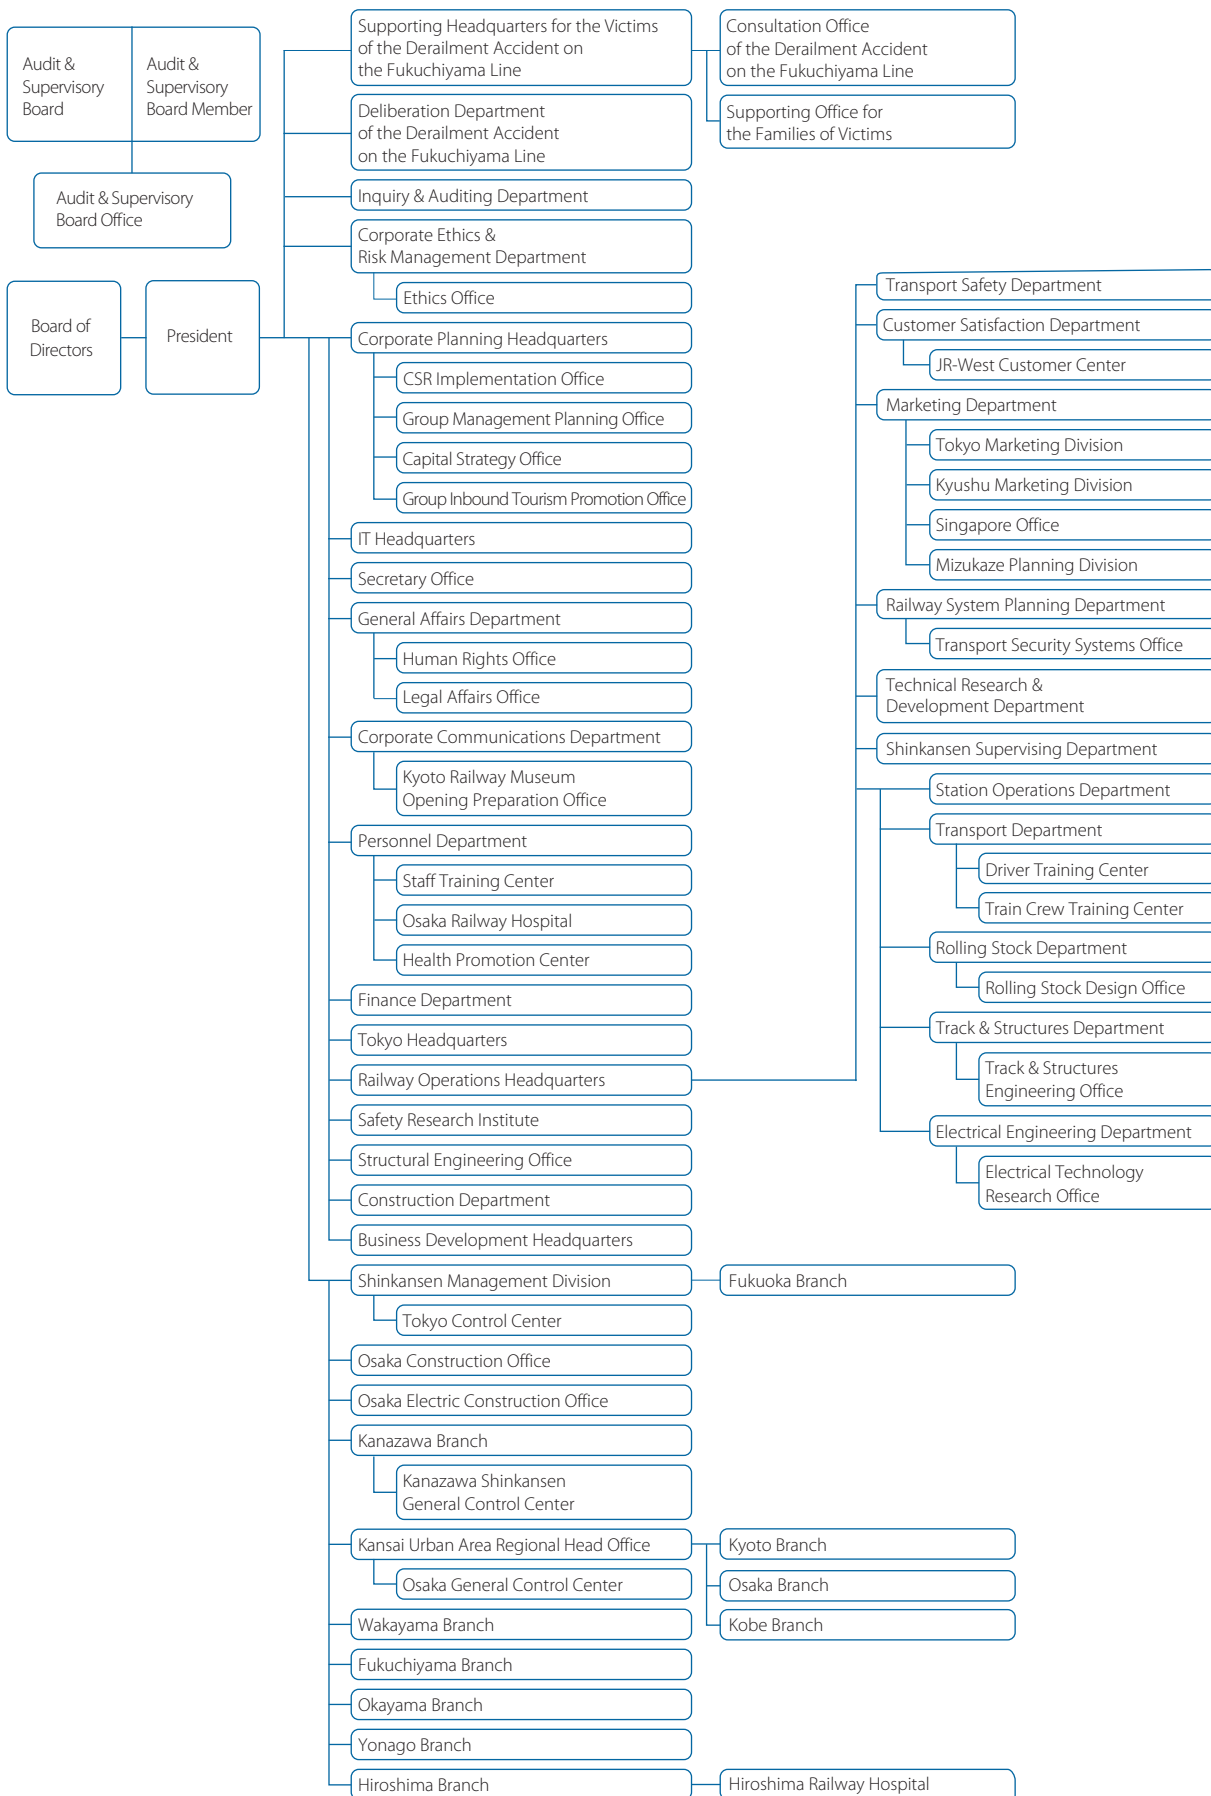 Audit &
Supervisory
Board
Audit &
Supervisory
Board Member
Audit & Supervisory
Board Office
Board of
Directors
President
Supporting Headquarters for the Victims
of the Derailment Accident on
the Fukuchiyama Line
Consultation Office
of the Derailment Accident
on the Fukuchiyama Line
Supporting Office for
the Families of Victims
Deliberation Department
of the Derailment Accident
on the Fukuchiyama Line
Inquiry & Auditing Department
Corporate Ethics &
Risk Management Department
Ethics Office
Corporate Planning Headquarters
CSR Implementation Office
Group Management Planning Office
Capital Strategy Office
Group Inbound Tourism Promotion Office
IT Headquarters
Secretary Office
General Affairs Department
Human Rights Office
Legal Affairs Office
Corporate Communications Department
Kyoto Railway Museum
Opening Preparation Office
Personnel Department
Staff Training Center
Osaka Railway Hospital
Health Promotion Center
Finance Department
Tokyo Headquarters
Railway Operations Headquarters
Transport Safety Department
Customer Satisfaction Department
JR-West Customer Center
Marketing Department
Tokyo Marketing Division
Kyushu Marketing Division
Singapore Office
Mizukaze Planning Division
Railway System Planning Department
Transport Security Systems Office
Technical Research &
Development Department
Shinkansen Supervising Department
Station Operations Department
Transport Department
Driver Training Center
Train Crew Training Center
Rolling Stock Department
Rolling Stock Design Office
Track & Structures Department
Track & Structures
Engineering Office
Electrical Engineering Department
Electrical Technology
Research Office
Safety Research Institute
Structural Engineering Office
Construction Department
Business Development Headquarters
Shinkansen Management Division
Fukuoka Branch
Tokyo Control Center
Osaka Construction Office
Osaka Electric Construction Office
Kanazawa Branch
Kanazawa Shinkansen
General Control Center
Kansai Urban Area Regional Head Office
Kyoto Branch
Osaka General Control Center
Osaka Branch
Kobe Branch
Wakayama Branch
Fukuchiyama Branch
Okayama Branch
Yonago Branch
Hiroshima Branch
Hiroshima Railway Hospital